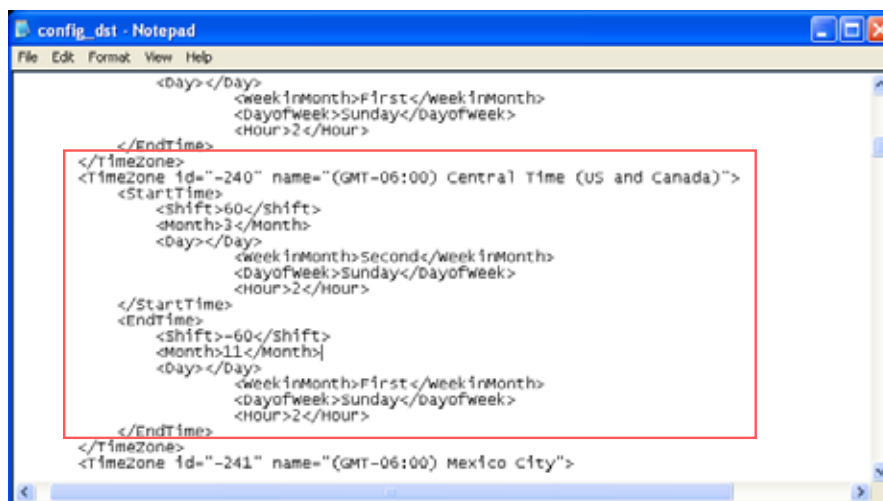 config_dst - Notepad
File Edit Format View Help
<Day></Day>
<WeekinMonth>First</WeekinMonth>
<DayofWeek>Sunday</DayofWeek>
<Hour>2</Hour>
</EndTime>
</TimeZone>
<TimeZone id="-240" name="(GMT-06:00) Central Time (US and Canada)">
<StartTime>
<Shift>60</Shift>
<Month>3</Month>
<Day></Day>
<WeekinMonth>Second</WeekinMonth>
<DayofWeek>Sunday</DayofWeek>
<Hour>2</Hour>
</StartTime>
<EndTime>
<Shift>-60</Shift>
<Month>11</Month>
<Day></Day>
<WeekinMonth>First</WeekinMonth>
<DayofWeek>Sunday</DayofWeek>
<Hour>2</Hour>
</EndTime>
</TimeZone>
<TimeZone id="-241" name="(GMT-06:00) Mexico City">